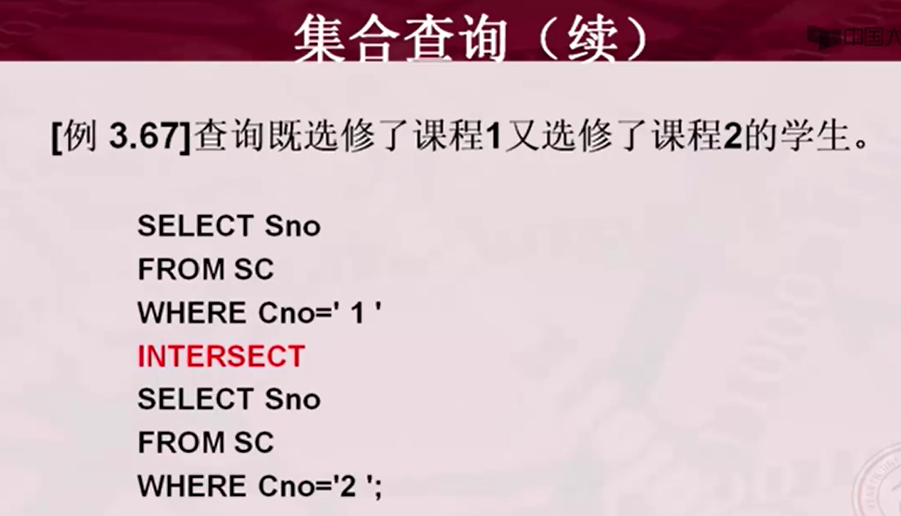 集合查询（续）
中国大
[例 3.67]查询既选修了课程1又选修了课程2的学生。
SELECT Sno
FROM SC
WHERE Cno=' 1 '
INTERSECT
SELECT Sno
FROM SC
WHERE Cno='2 ';